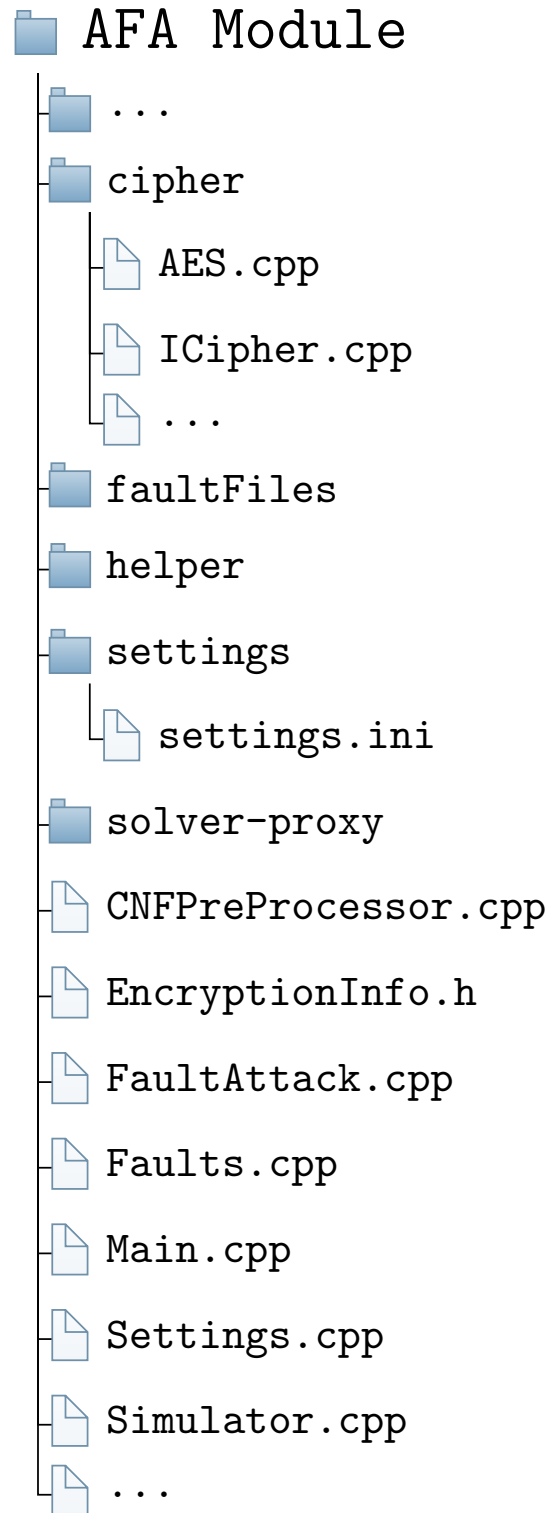 AFA Module
...
cipher
AES.cpp
ICipher.cpp
...
faultFiles
helper
settings
settings.ini
solver-proxy
CNFPreProcessor.cpp
EncryptionInfo.h
FaultAttack.cpp
Faults.cpp
Main.cpp
Settings.cpp
Simulator.cpp
...